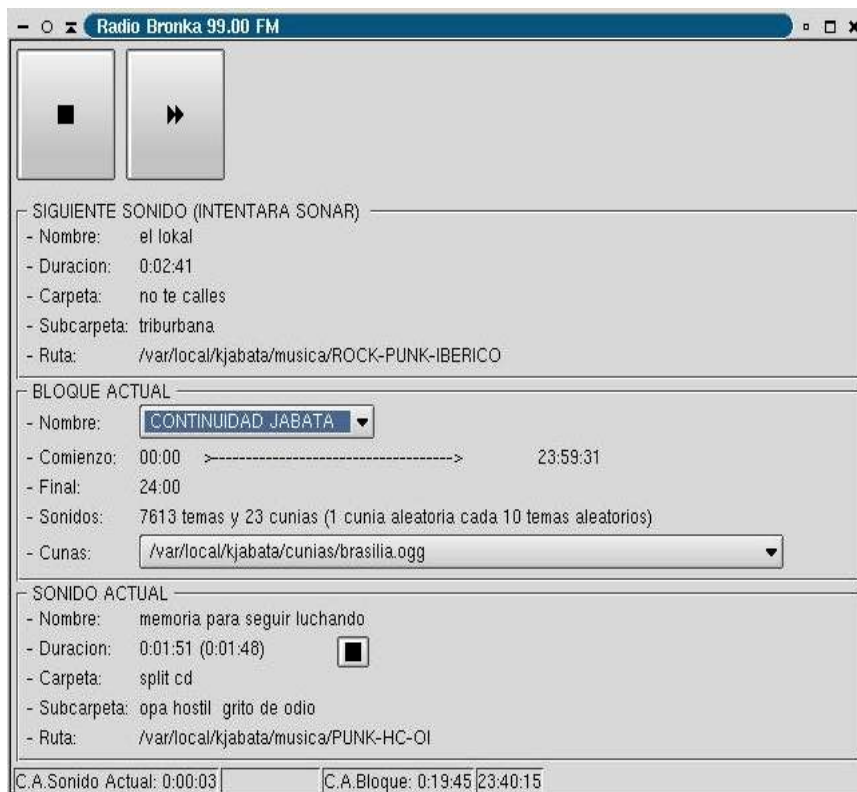 Radio Bronka 99.00 FM
SIGUIENTE SONIDO (INTENTARA SONAR)
- Nombre: el lokal
- Duracion: 0:02:41
- Carpeta: no te calles
- Subcarpeta: triburbana
- Ruta: /var/local/kjabata/musica/ROCK-PUNK-IBERICO
BLOQUE ACTUAL
- Nombre: CONTINUIDAD JABATA
- Comienzo: 00:00 >-----------------------------------> 23:59:31
- Final: 24:00
- Sonidos: 7613 temas y 23 cunias (1 cunia aleatoria cada 10 temas aleatorios)
- Cunas: /var/local/kjabata/cunias/brasilia.ogg
SONIDO ACTUAL
- Nombre: memoria para seguir luchando
- Duracion: 0:01:51 (0:01:48)
- Carpeta: split cd
- Subcarpeta: opa hostil grito de odio
- Ruta: /var/local/kjabata/musica/PUNK-HC-OI
C.A.Sonido Actual: 0:00:03 C.A.Bloque: 0:19:45 23:40:15